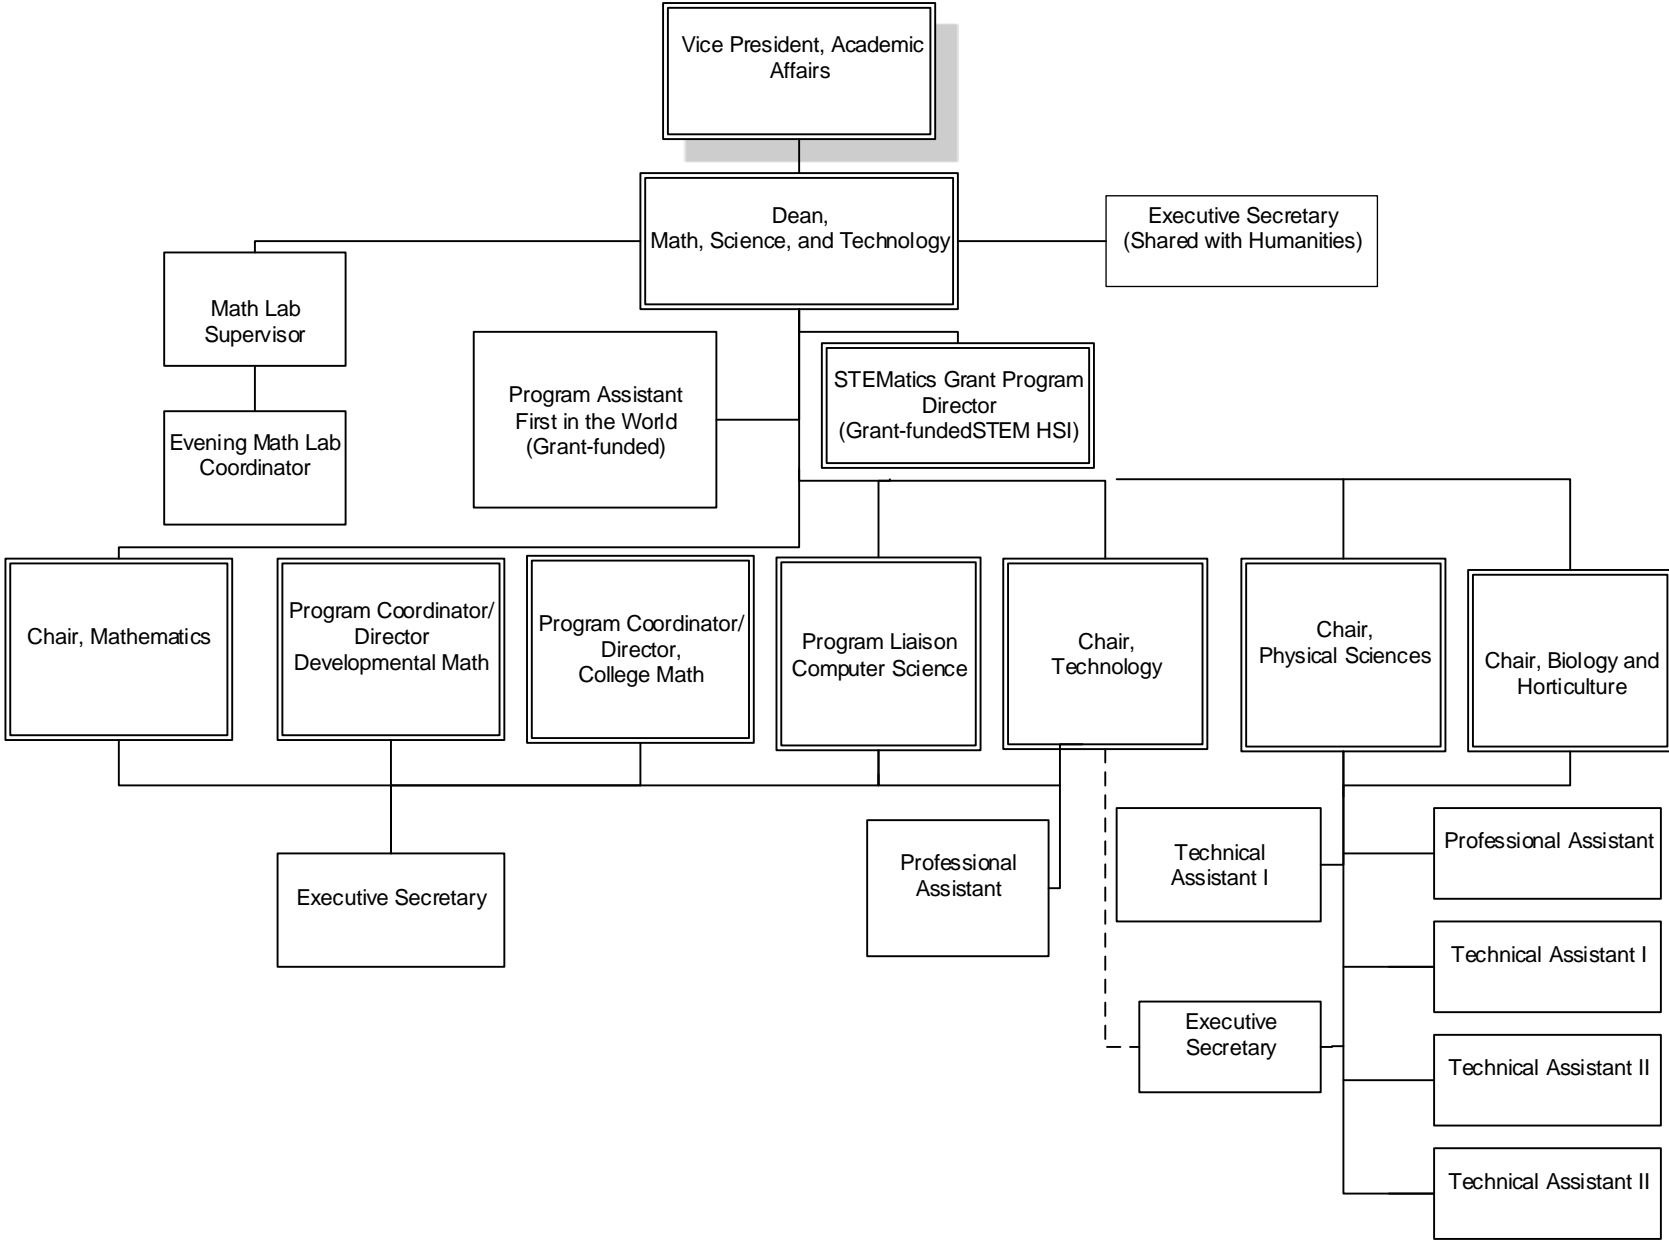 Vice President, Academic
Affairs
Dean,
Math, Science, and Technology
Executive Secretary
(Shared with Humanities)
Math Lab
Supervisor
Evening Math Lab
Coordinator
Program Assistant
First in the World
(Grant-funded)
STEMatics Grant Program
Director
(Grant-fundedSTEM HSI)
Chair, Mathematics
Program Coordinator/
Director
Developmental Math
Program Coordinator/
Director,
College Math
Program Liaison
Computer Science
Chair,
Technology
Chair,
Physical Sciences
Chair, Biology and
Horticulture
Executive Secretary
Professional
Assistant
Technical
Assistant I
Executive
Secretary
Professional Assistant
Technical Assistant I
Technical Assistant II
Technical Assistant II